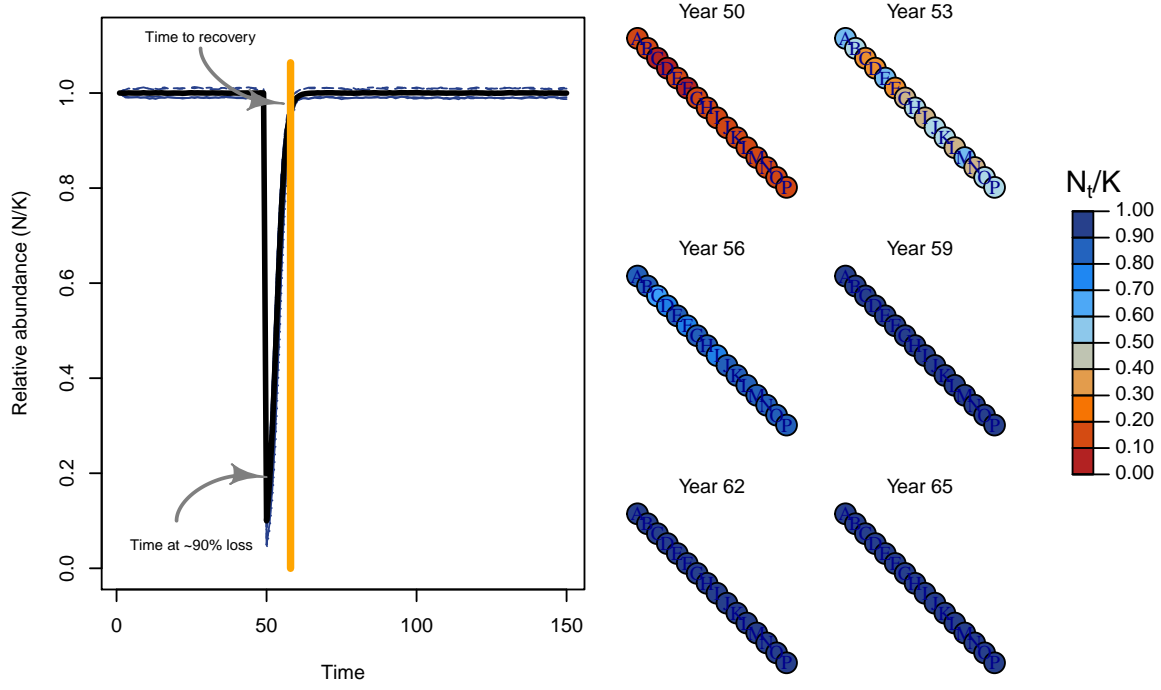 Time to recovery
Time at ~90% loss
Relative abundance (N/K)
0.0
0.2
0.4
0.6
0.8
1.0
0
50
100
150
Time
Year 50
A B C D E F G H I J K L M N O P
Year 53
A B C D E F G H I J K L M N O P
Year 56
A B C D E F G H I J K L M N O P
Year 59
A B C D E F G H I J K L M N O P
Year 62
A B C D E F G H I J K L M N O P
Year 65
A B C D E F G H I J K L M N O P
Nt/K
1.00
0.90
0.80
0.70
0.60
0.50
0.40
0.30
0.20
0.10
0.00